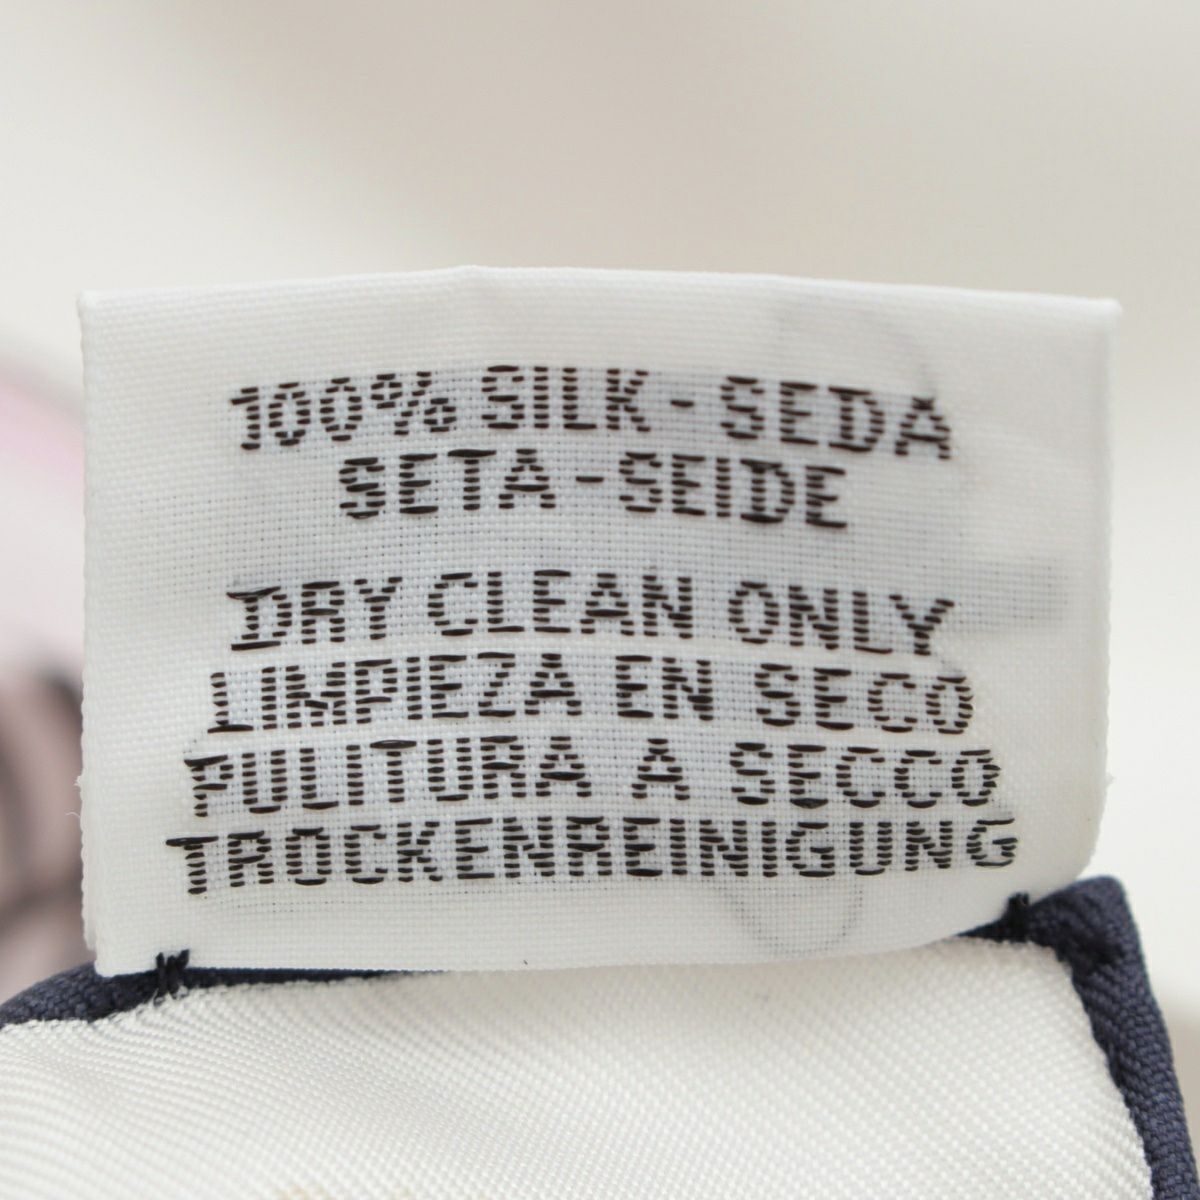 100% SILK - SEDA
SETA - SEIDE
DRY CLEAN ONLY
LIMPIEZA EN SECO
PULITURA A SECCO
TROCKENREINIGUNG